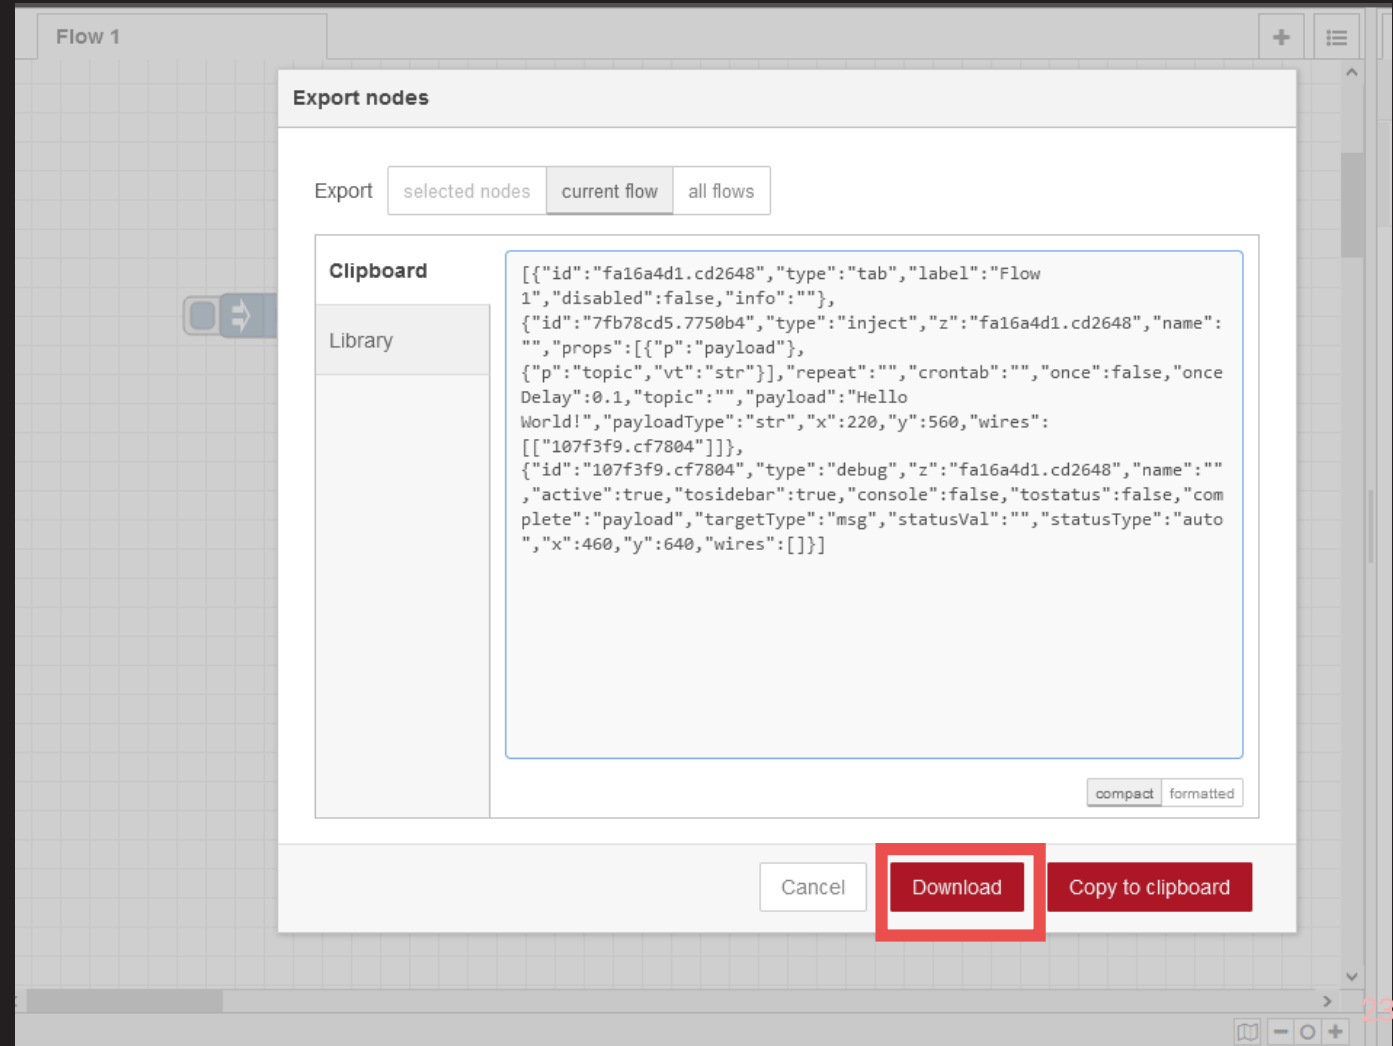 Flow 1
Export nodes
Export selected nodes current flow all flows
Clipboard
Library
[{"id":"fa16a4d1.cd2648","type":"tab","label":"Flow
1","disabled":false,"info":""},
{"id":"7fb78cd5.7750b4","type":"inject","z":"fa16a4d1.cd2648","name":
"","props":[{"p":"payload"},
{"p":"topic","vt":"str"}],"repeat":"","crontab":"","once":false,"once
Delay":0.1,"topic":"","payload":"Hello
World!","payloadType":"str","x":220,"y":560,"wires":
[["107f3f9.cf7804"]]},
{"id":"107f3f9.cf7804","type":"debug","z":"fa16a4d1.cd2648","name":""
,"active":true,"tosidebar":true,"console":false,"tostatus":false,"com
plete":"payload","targetType":"msg","statusVal":"","statusType":"auto
","x":460,"y":640,"wires":[]}]
compact formatted
Cancel Download Copy to clipboard
23